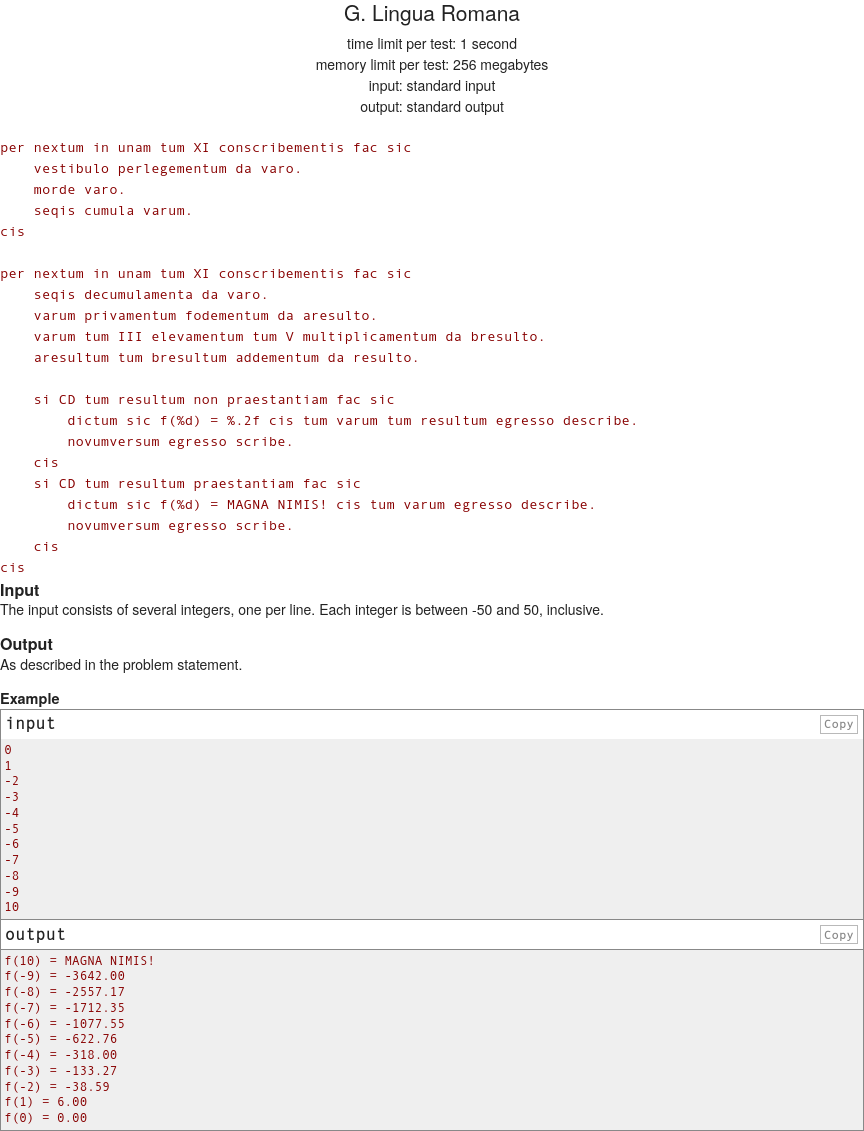 G. Lingua Romana
time limit per test: 1 second
memory limit per test: 256 megabytes
input: standard input
output: standard output
per nextum in unam tum XI conscribementis fac sic
    vestibulo perlegementum da varo.
    morde varo.
    seqis cumula varum.
cis
per nextum in unam tum XI conscribementis fac sic
    seqis decumulamenta da varo.
    varum privamentum fodementum da aresulto.
    varum tum III elevamentum tum V multiplicamentum da bresulto.
    aresultum tum bresultum addementum da resulto.
    si CD tum resultum non praestantiam fac sic
        dictum sic f(%d) = %.2f cis tum varum tum resultum egresso describe.
        novumversum egresso scribe.
    cis
    si CD tum resultum praestantiam fac sic
        dictum sic f(%d) = MAGNA NIMIS! cis tum varum egresso describe.
        novumversum egresso scribe.
    cis
cis
Input
The input consists of several integers, one per line. Each integer is between -50 and 50, inclusive.
Output
As described in the problem statement.
Example
input Copy
0
1
-2
-3
-4
-5
-6
-7
-8
-9
10
output Copy
f(10) = MAGNA NIMIS!
f(-9) = -3642.00
f(-8) = -2557.17
f(-7) = -1712.35
f(-6) = -1077.55
f(-5) = -622.76
f(-4) = -318.00
f(-3) = -133.27
f(-2) = -38.59
f(1) = 6.00
f(0) = 0.00